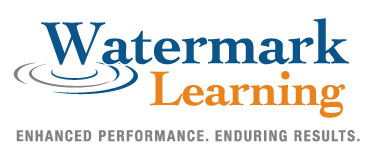 Watermark
Learning
ENHANCED PERFORMANCE. ENDURING RESULTS.